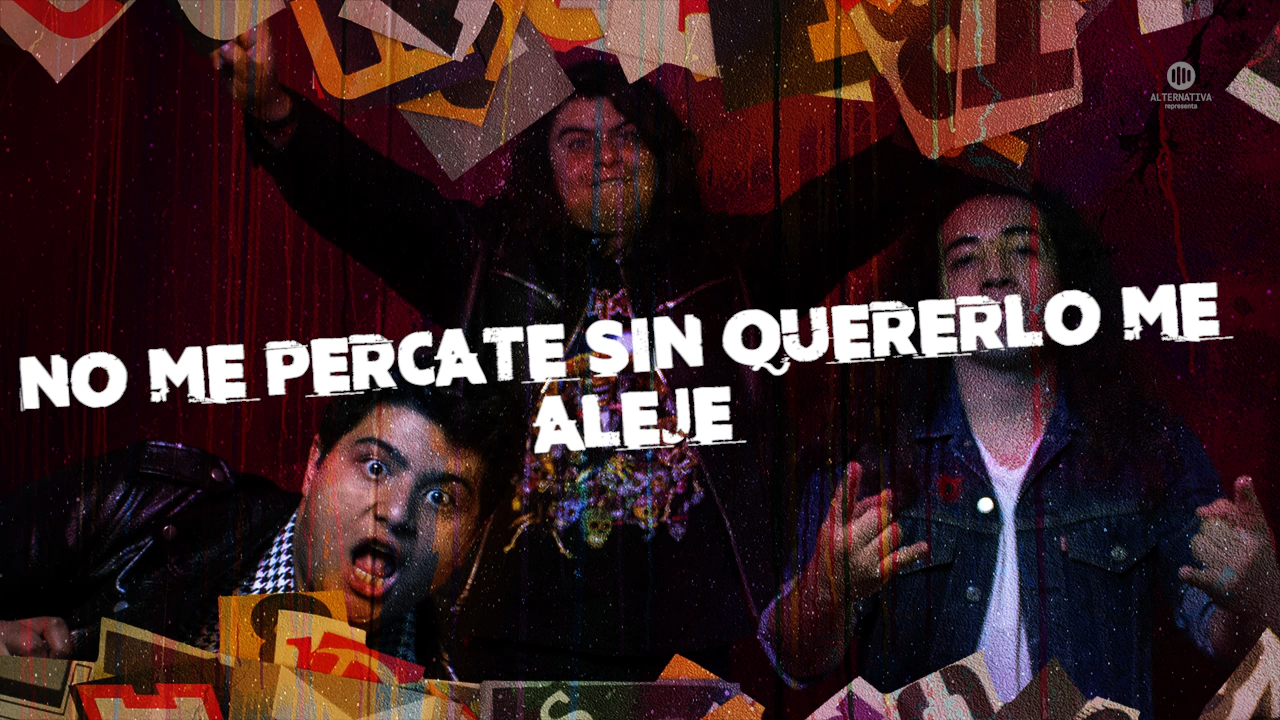 ALTERNATIVA
representa
NO ME PERCATE SIN QUERERLO ME
ALEJE